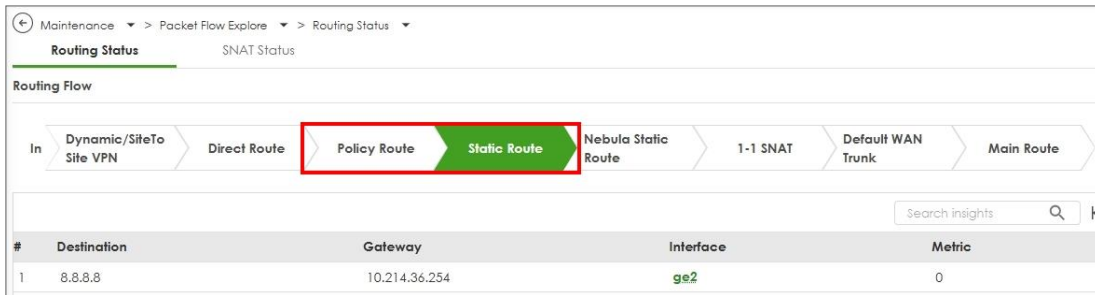 Maintenance > Packet Flow Explore > Routing Status
Routing Status SNAT Status
Routing Flow
In Dynamic/SiteTo Site VPN Direct Route Policy Route Static Route Nebula Static Route 1-1 SNAT Default WAN Trunk Main Route
Search insights
# Destination Gateway Interface Metric
1 8.8.8.8 10.214.36.254 ge2 0